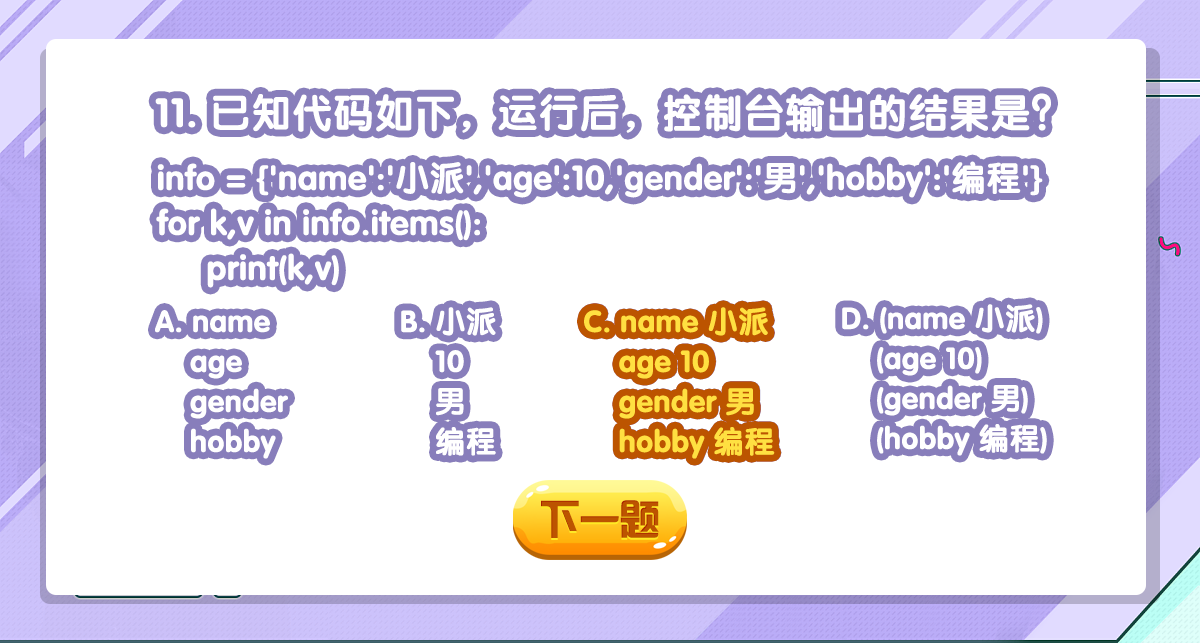 11. 已知代码如下，运行后，控制台输出的结果是？
info = {'name':'小派','age':10,'gender':'男','hobby':'编程'}
for k,v in info.items():
print(k,v)
A. name
age
gender
hobby
B. 小派
10
男
编程
C. name 小派
age 10
gender 男
hobby 编程
D. (name 小派)
(age 10)
(gender 男)
(hobby 编程)
下一题